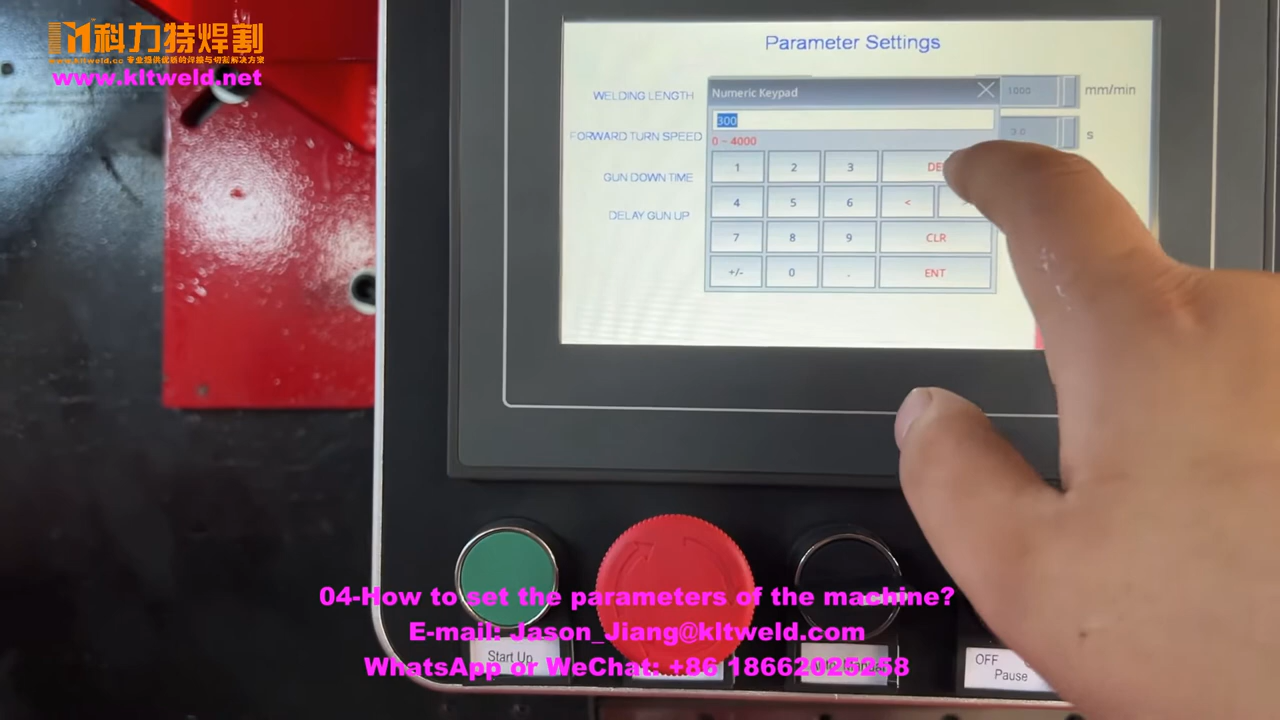 科力特焊割
www.kltweld.cc 专业提供优质的焊接与切割解决方案
www.kltweld.net
Parameter Settings
WELDING LENGTH
FORWARD TURN SPEED
GUN DOWN TIME
DELAY GUN UP
Numeric Keypad
300
0 ~ 4000
1 2 3
4 5 6 <
7 8 9 CLR
+/- 0 . ENT
1000 mm/min
3.0 s
04-How to set the parameters of the machine?
E-mail: Jason_Jiang@kltweld.com
WhatsApp or WeChat: +86 18662025258
Start Up
OFF
Pause